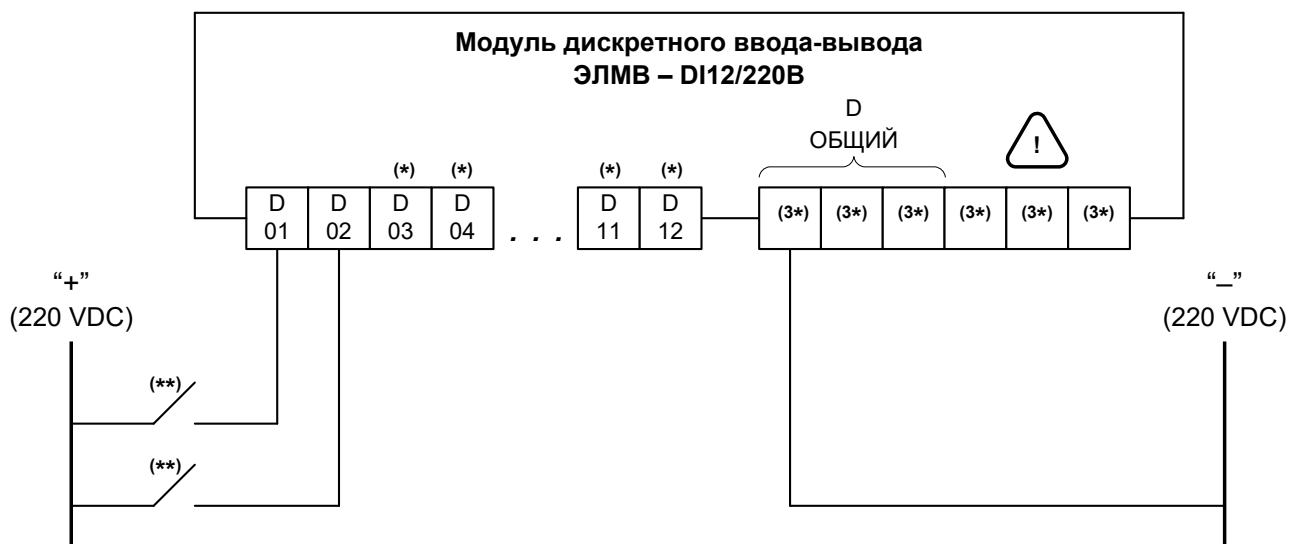 Модуль дискретного ввода-вывода
ЭЛМВ – DI12/220В
D
ОБЩИЙ
!
(*) (*) (*) (*)
D D D D D D
01 02 03 04 . . . 11 12
(3*) (3*) (3*) (3*) (3*) (3*)
“+”
(220 VDC)
“–”
(220 VDC)
(**)
(**)